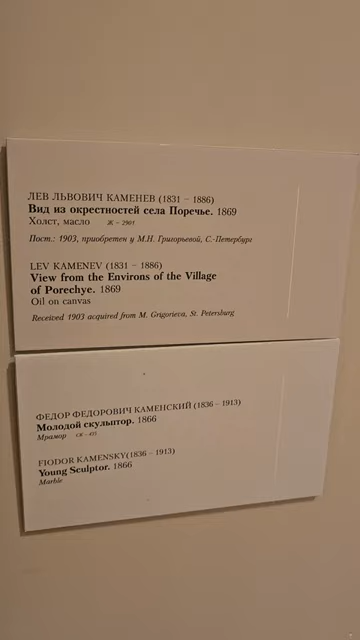 ЛЕВ ЛЬВОВИЧ КАМЕНЕВ (1831 – 1886)
Вид из окрестностей села Поречье. 1869
Холст, масло Ж – 2901
Пост.: 1903, приобретен у М.Н. Григорьевой, С.-Петербург
LEV KAMENEV (1831 – 1886)
View from the Environs of the Village
of Porechye. 1869
Oil on canvas
Received 1903 acquired from M. Grigorieva, St. Petersburg
ФЕДОР ФЕДОРОВИЧ КАМЕНСКИЙ (1836 – 1913)
Молодой скульптор. 1866
Мрамор СК – 495
FIODOR KAMENSKY(1836 – 1913)
Young Sculptor. 1866
Marble